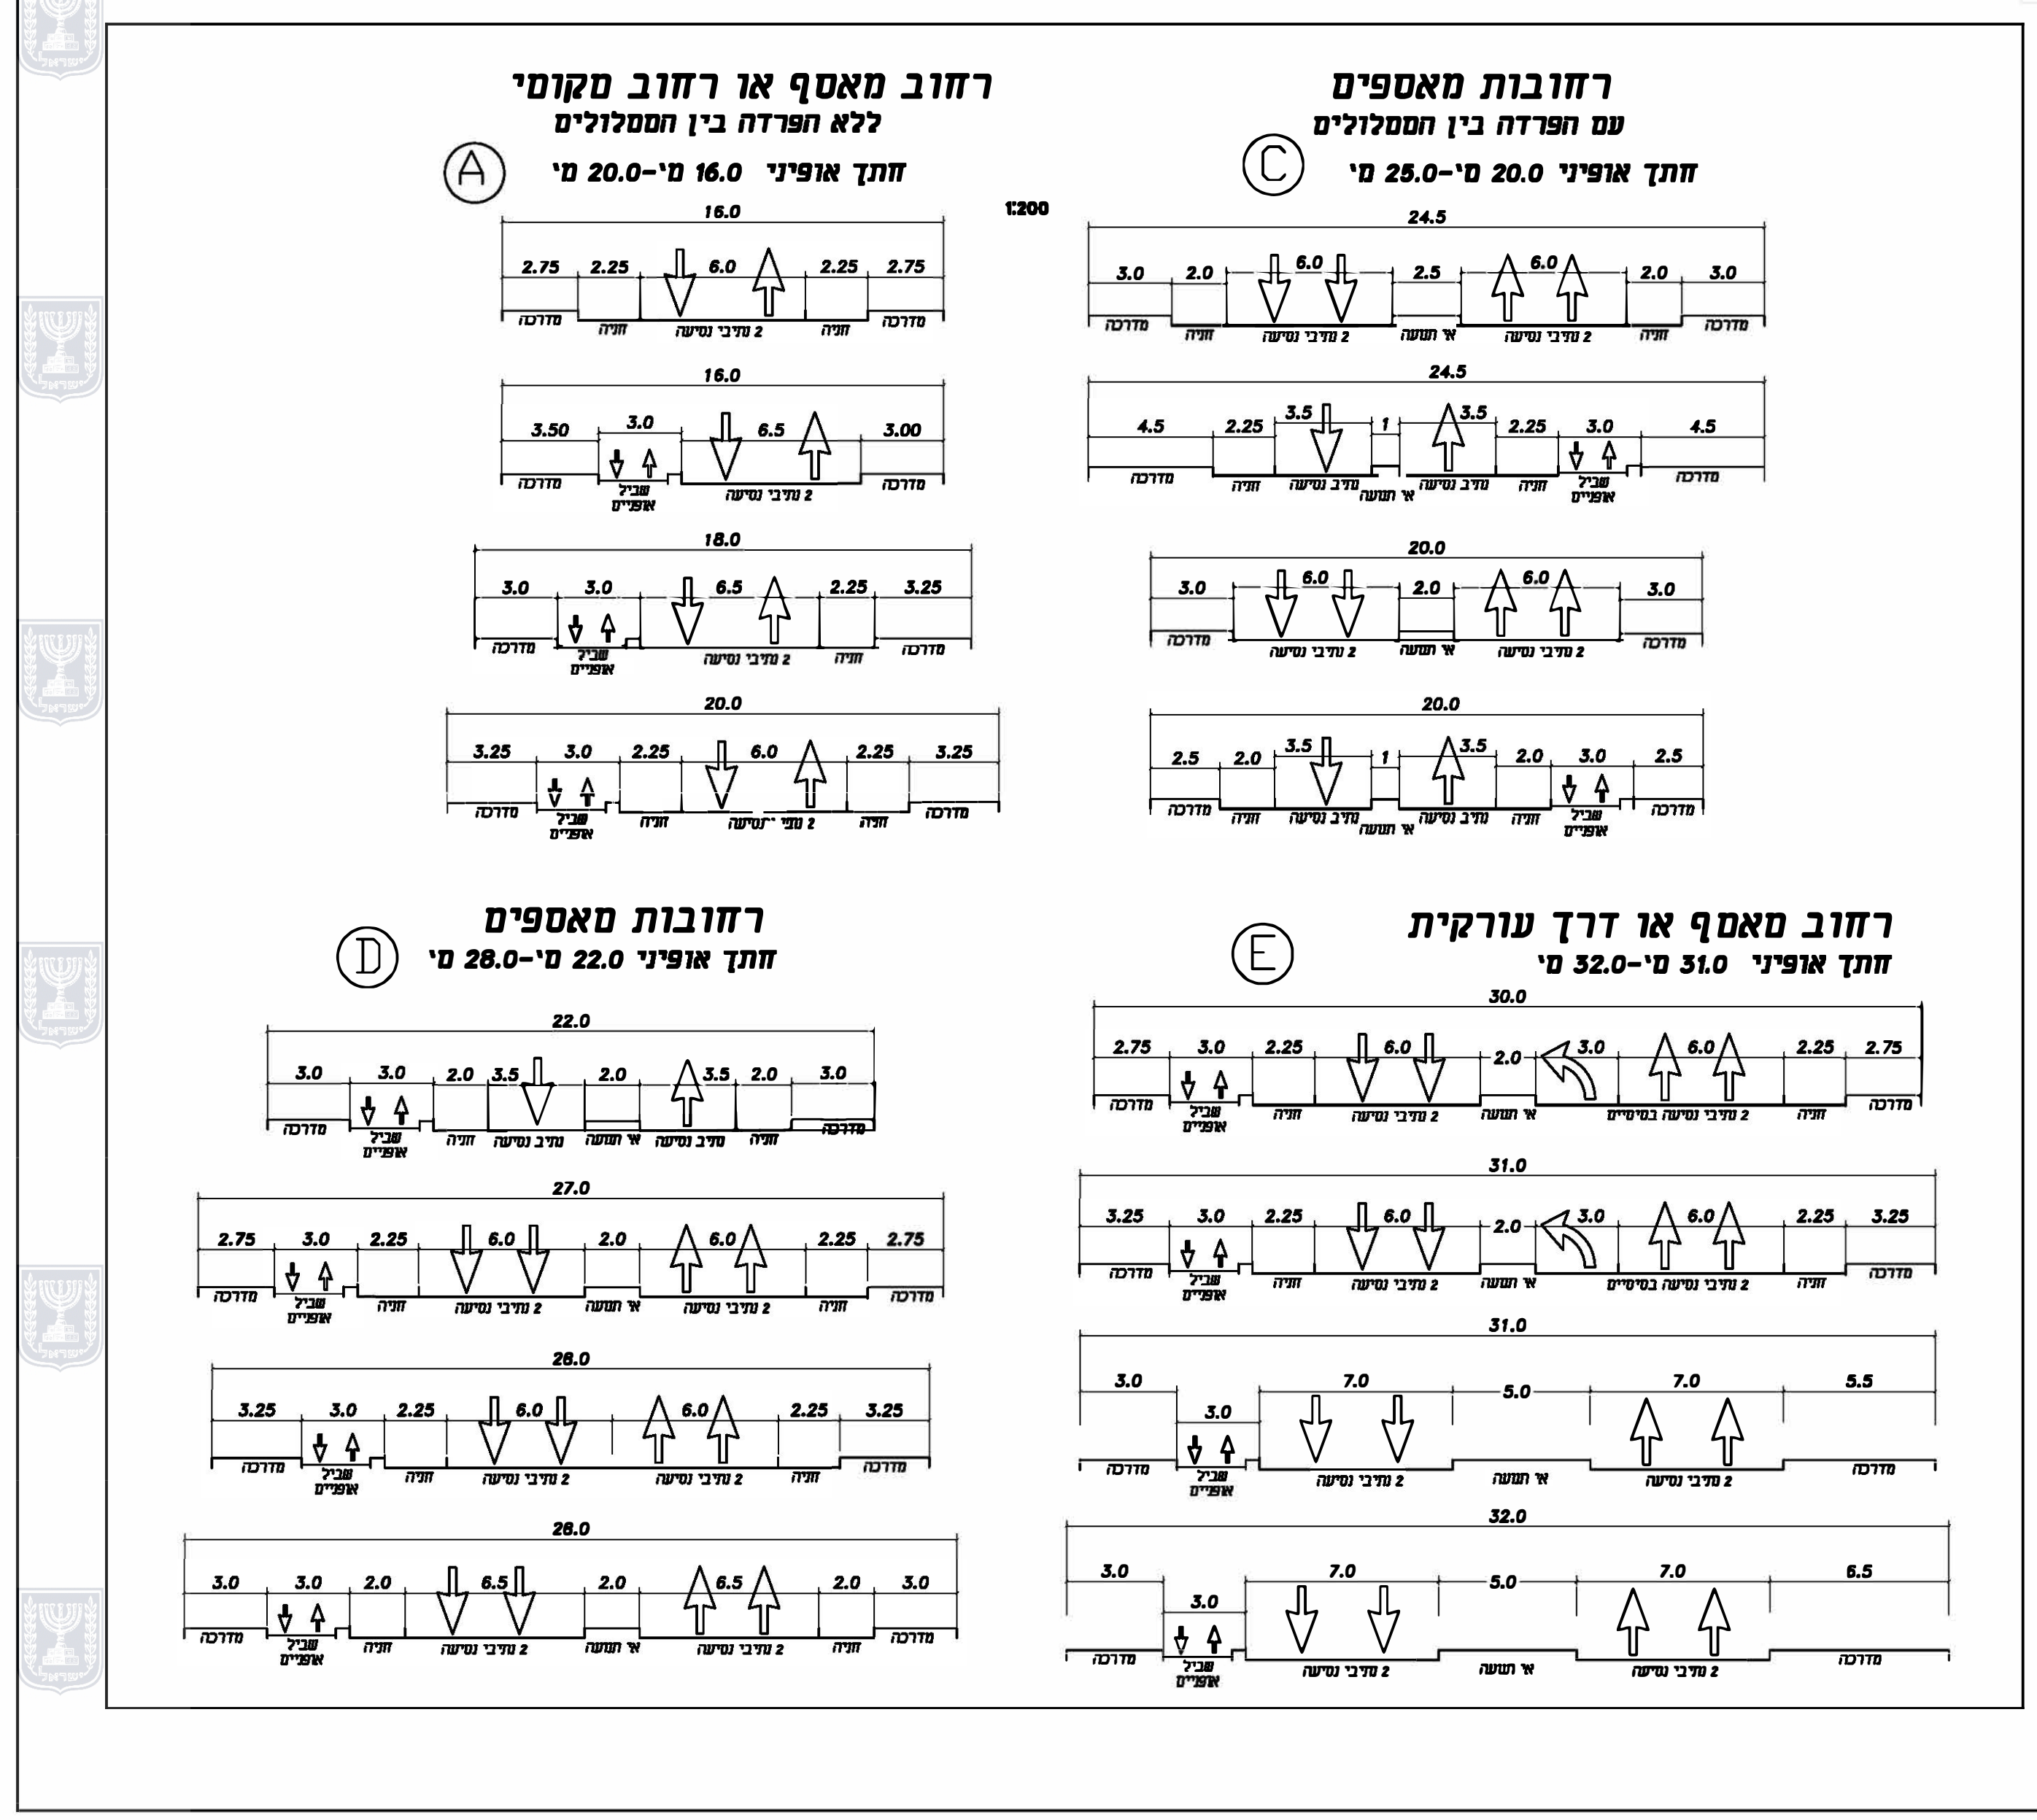 רחוב מאסף או רחוב מקומי
ללא הפרדה בין המסלולים
A
חתך אופיני 16.0 מ'-20.0 מ'
1:200
16.0
2.75 2.25 6.0 2.25 2.75
מדרכה חניה 2 נתיבי נסיעה חניה מדרכה
16.0
3.50 3.0 6.5 3.00
מדרכה שביל אופניים 2 נתיבי נסיעה מדרכה
18.0
3.0 3.0 6.5 2.25 3.25
מדרכה שביל אופניים 2 נתיבי נסיעה חניה מדרכה
20.0
3.25 3.0 2.25 6.0 2.25 3.25
מדרכה שביל אופניים חניה 2 נסיעה חניה מדרכה
רחובות מאספים
עם הפרדה בין המסלולים
C
חתך אופיני 20.0 מ'-25.0 מ'
24.5
3.0 2.0 6.0 2.5 6.0 2.0 3.0
מדרכה חניה 2 נתיבי נסיעה אי תנועה 2 נתיבי נסיעה חניה מדרכה
24.5
4.5 2.25 3.5 1 3.5 2.25 3.0 4.5
מדרכה חניה נתיב נסיעה אי תנועה נתיב נסיעה חניה שביל אופניים מדרכה
20.0
3.0 6.0 2.0 6.0 3.0
מדרכה 2 נתיבי נסיעה אי תנועה 2 נתיבי נסיעה מדרכה
20.0
2.5 2.0 3.5 1 3.5 2.0 3.0 2.5
מדרכה חניה נתיב נסיעה אי תנועה נתיב נסיעה חניה שביל אופניים מדרכה
רחובות מאספים
D
חתך אופיני 22.0 מ'-28.0 מ'
22.0
3.0 3.0 2.0 3.5 2.0 3.5 2.0 3.0
מדרכה שביל אופניים חניה נתיב נסיעה אי תנועה נתיב נסיעה חניה מדרכה
27.0
2.75 3.0 2.25 6.0 2.0 6.0 2.25 2.75
מדרכה שביל אופניים חניה 2 נתיבי נסיעה אי תנועה 2 נתיבי נסיעה חניה מדרכה
26.0
3.25 3.0 2.25 6.0 6.0 2.25 3.25
מדרכה שביל אופניים חניה 2 נתיבי נסיעה 2 נתיבי נסיעה חניה מדרכה
28.0
3.0 3.0 2.0 6.5 2.0 6.5 2.0 3.0
מדרכה שביל אופניים חניה 2 נתיבי נסיעה אי תנועה 2 נתיבי נסיעה חניה מדרכה
רחוב מאסף או דרך עורקית
E
חתך אופיני 31.0 מ'-32.0 מ'
30.0
2.75 3.0 2.25 6.0 2.0 3.0 6.0 2.25 2.75
מדרכה שביל אופניים חניה 2 נתיבי נסיעה אי תנועה 2 נתיבי נסיעה בסיסיים חניה מדרכה
31.0
3.25 3.0 2.25 6.0 2.0 3.0 6.0 2.25 3.25
מדרכה שביל אופניים חניה 2 נתיבי נסיעה אי תנועה 2 נתיבי נסיעה בסיסיים חניה מדרכה
31.0
3.0 3.0 7.0 5.0 7.0 5.5
מדרכה שביל אופניים 2 נתיבי נסיעה אי תנועה 2 נתיבי נסיעה מדרכה
32.0
3.0 3.0 7.0 5.0 7.0 6.5
מדרכה שביל אופניים 2 נתיבי נסיעה אי תנועה 2 נתיבי נסיעה מדרכה